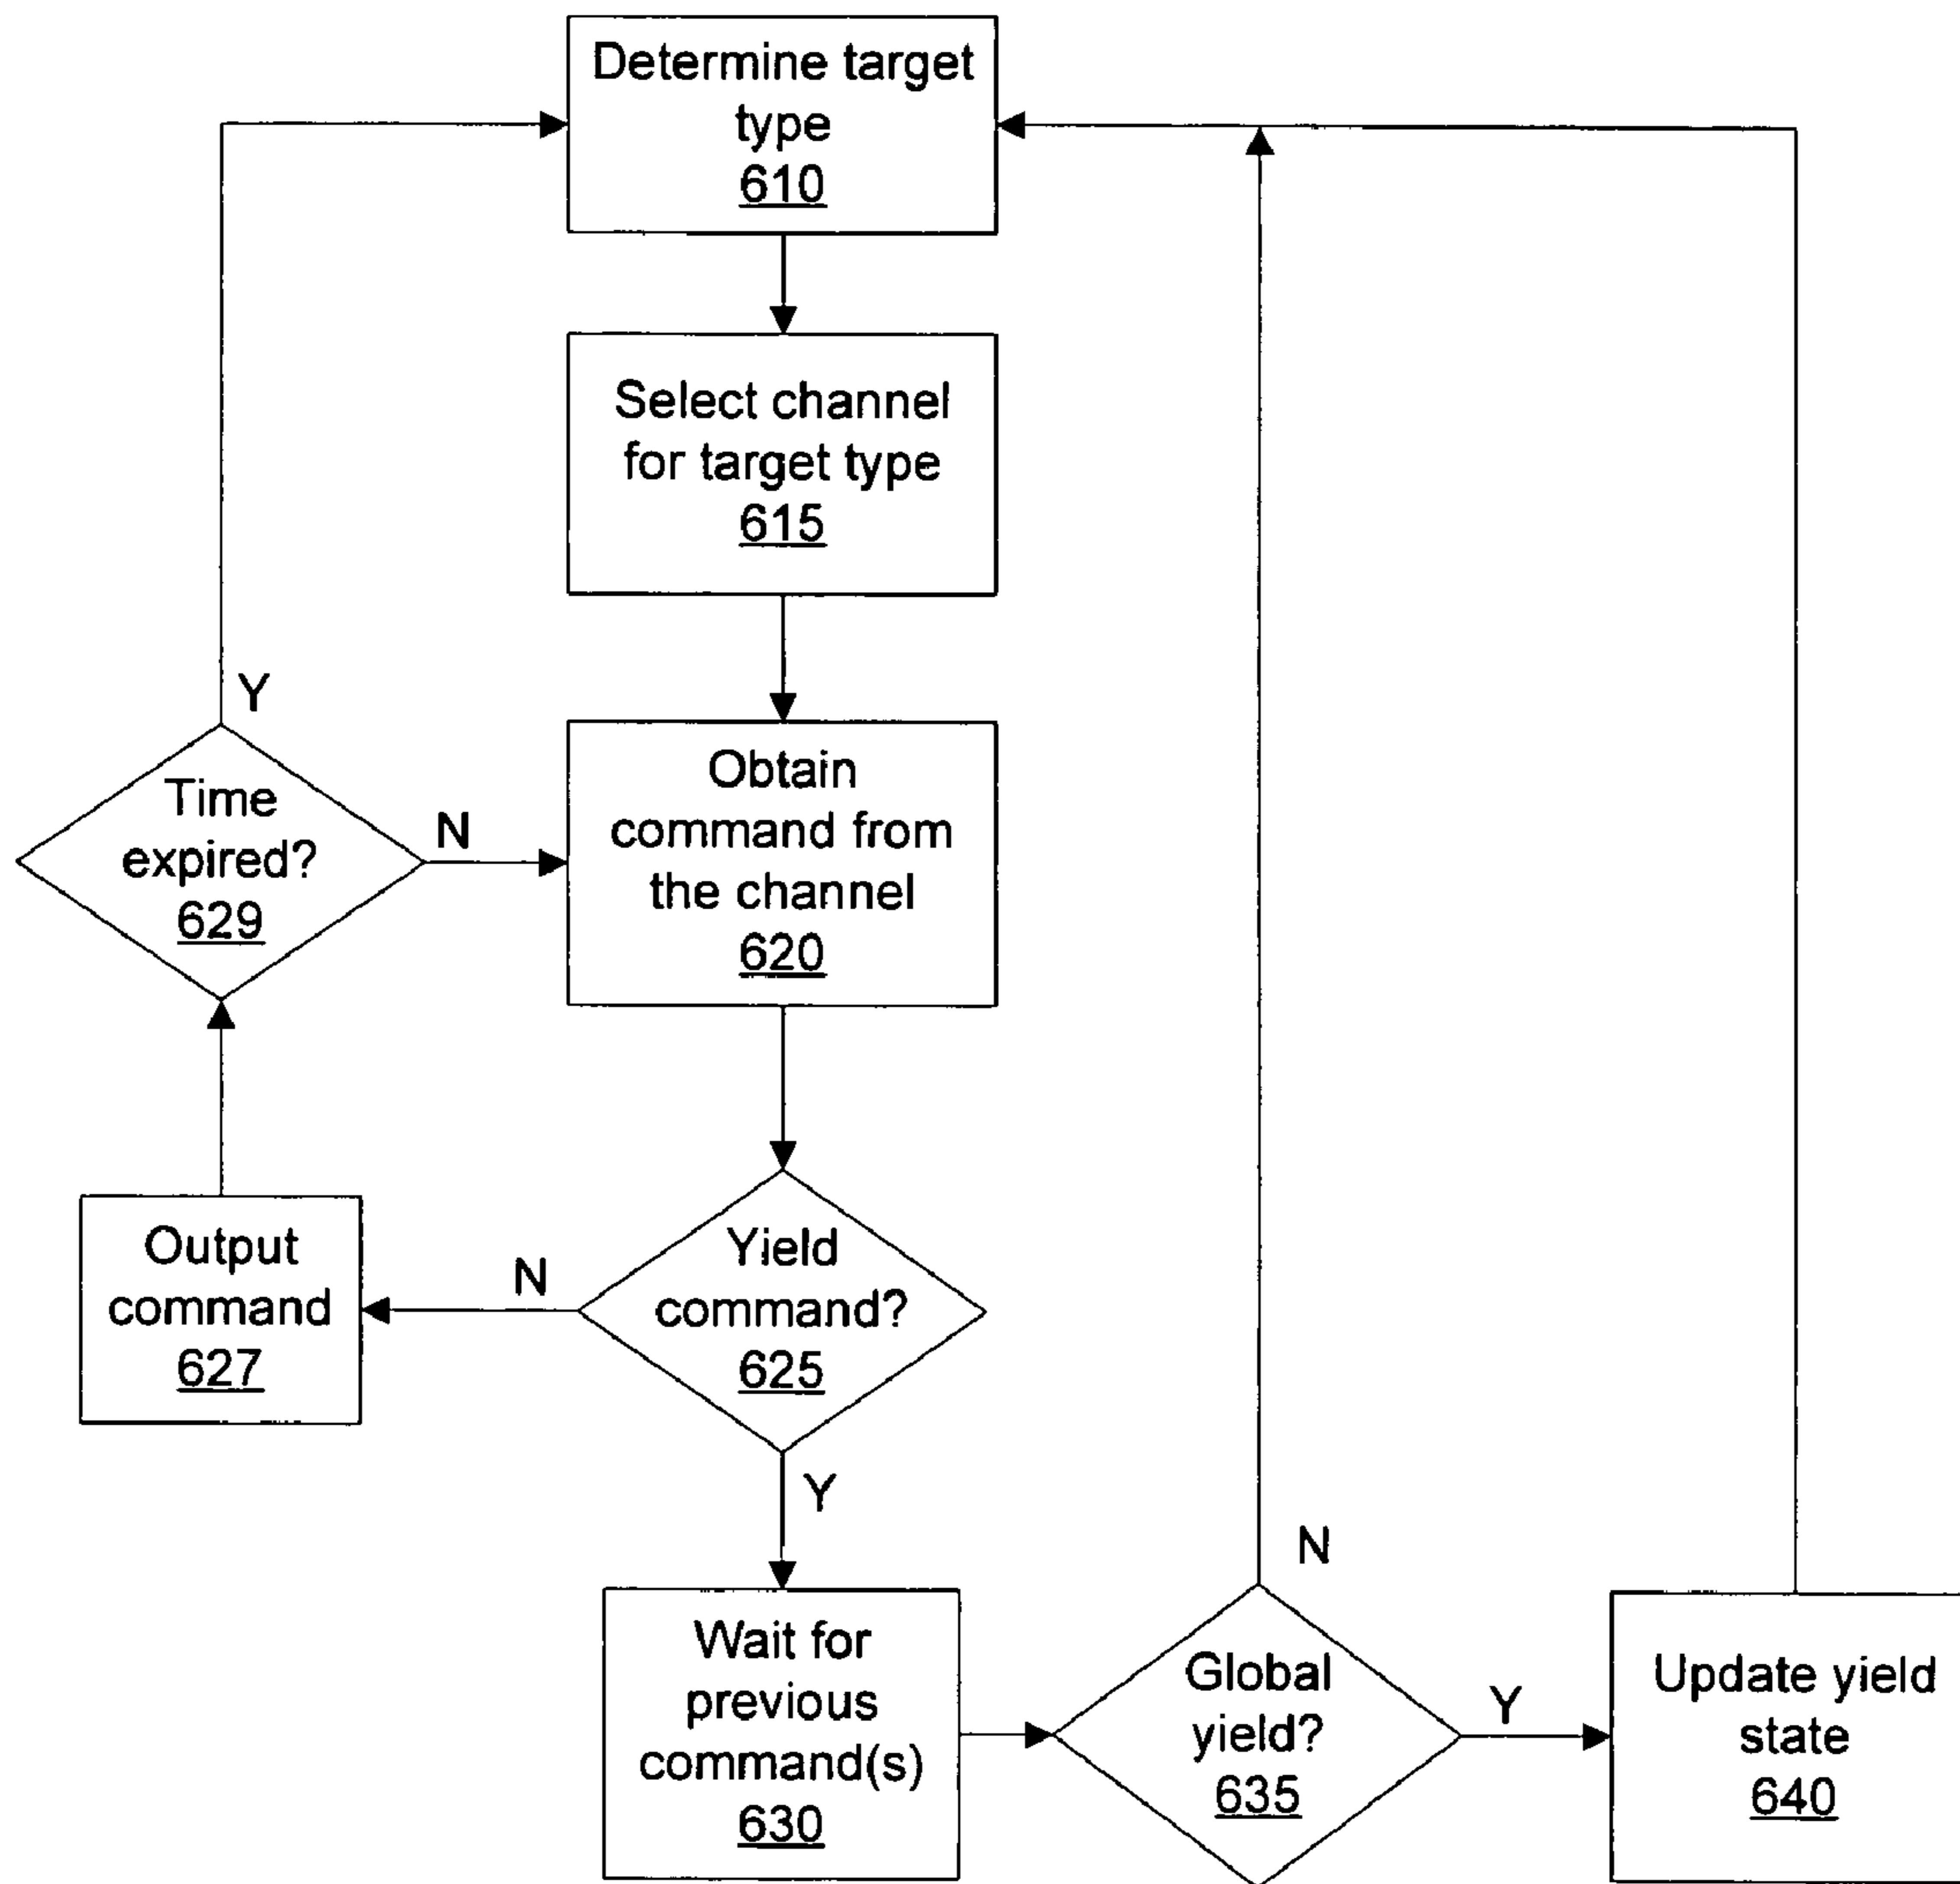 Determine target
type
610
Select channel
for target type
615
Y
Time
expired?
629
N
Obtain
command from
the channel
620
Output
command
627
N
Yield
command?
625
Y
Wait for
previous
command(s)
630
N
Global
yield?
635
Y
Update yield
state
640